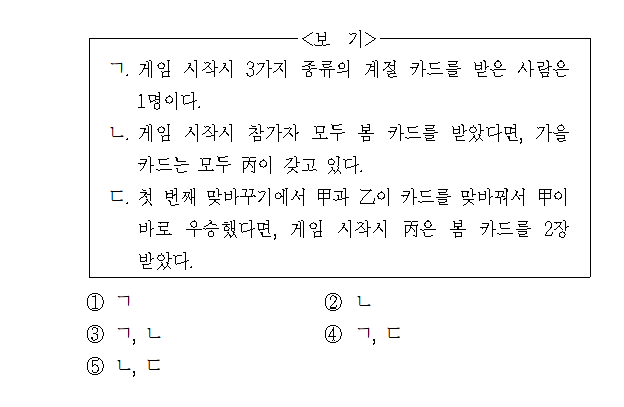 <보 기>
ㄱ. 게임 시작시 3가지 종류의 계절 카드를 받은 사람은
1명이다.
ㄴ. 게임 시작시 참가자 모두 봄 카드를 받았다면, 가을
카드는 모두 丙이 갖고 있다.
ㄷ. 첫 번째 맞바꾸기에서 甲과 乙이 카드를 맞바꿔서 甲이
바로 우승했다면, 게임 시작시 丙은 봄 카드를 2장
받았다.
① ㄱ ② ㄴ
③ ㄱ, ㄴ ④ ㄱ, ㄷ
⑤ ㄴ, ㄷ